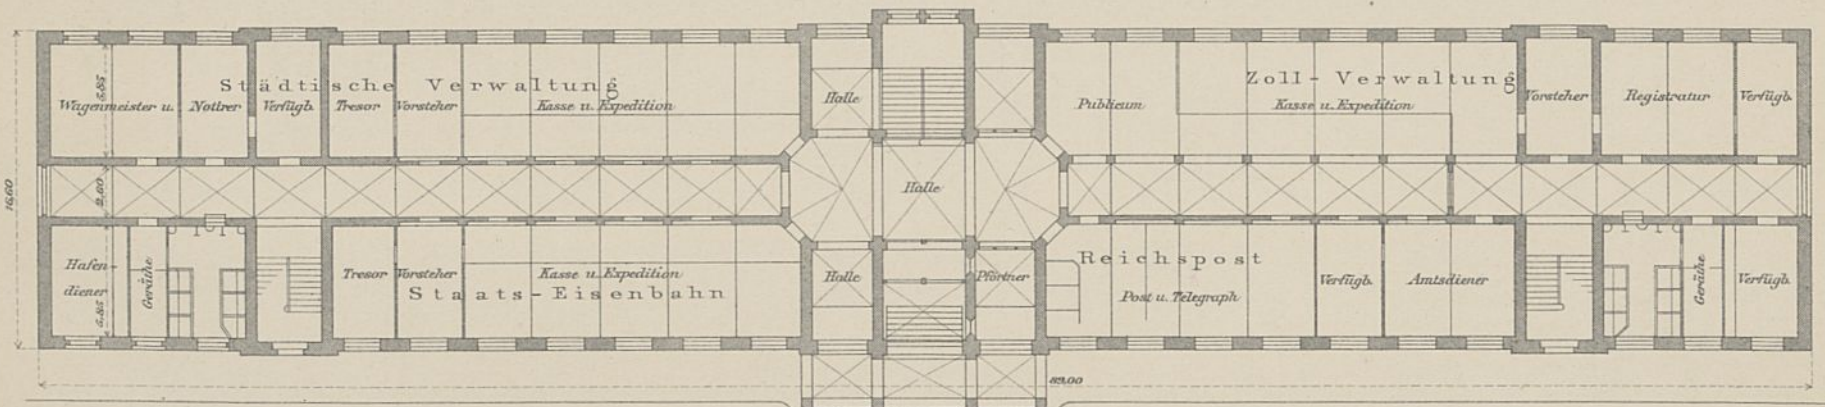 Städtische Verwaltung
Zoll-Verwaltung
5.85
Wagenmeister u.
Notirer
Verfügb.
Tresor
Vorsteher
Kasse u. Expedition
Halle
Publicum
Kasse u. Expedition
Vorsteher
Registratur
Verfügb.
16,60
2,60
Halle
Hafen-
diener
Geräthe
5.85
Tresor
Vorsteher
Kasse u. Expedition
Staats-Eisenbahn
Halle
Pförtner
Reichspost
Post u. Telegraph
Verfügb.
Amtsdiener
Geräthe
Verfügb.
89,00